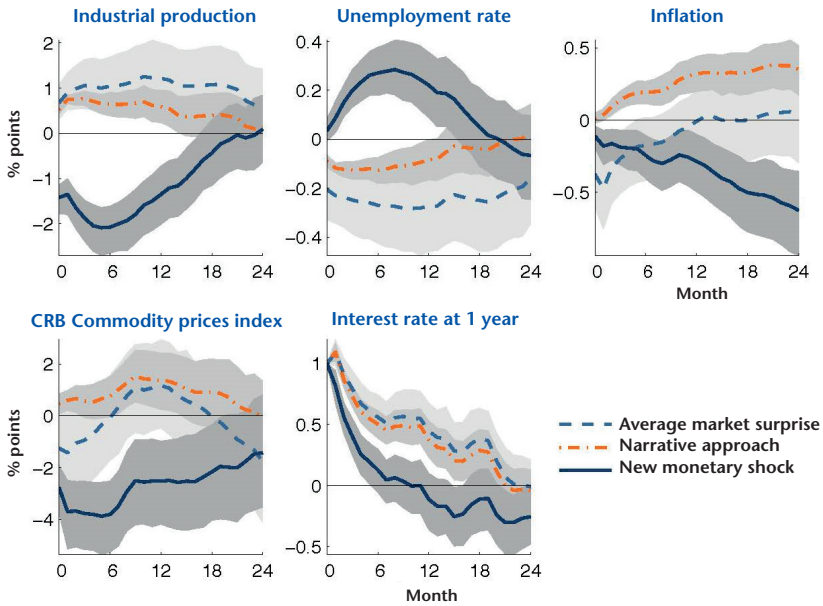 Industrial production
Unemployment rate
Inflation
% points
2
1
0
−1
−2
0 6 12 18 24
0.4
0.2
0
−0.2
−0.4
0 6 12 18 24
0.5
0
−0.5
0 6 12 18 24
Month
CRB Commodity prices index
Interest rate at 1 year
% points
2
0
−2
−4
0 6 12 18 24
1
0.5
0
−0.5
0 6 12 18 24
Month
Average market surprise
Narrative approach
New monetary shock